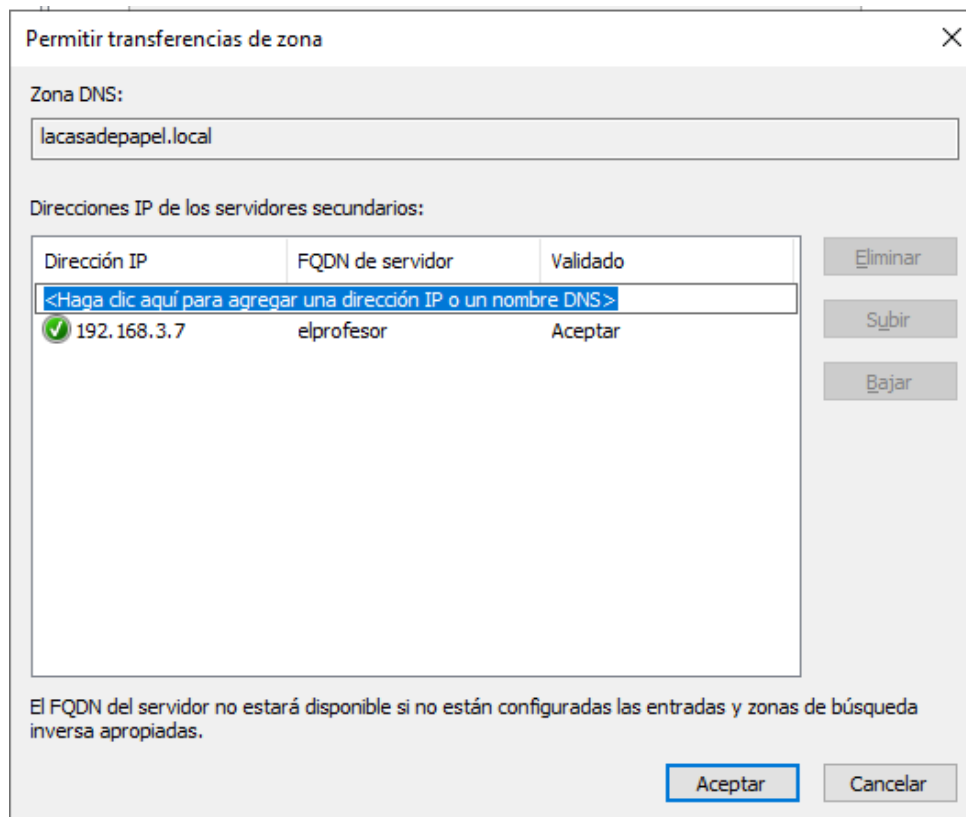 Permitir transferencias de zona
Zona DNS:
lacasadepapel.local
Direcciones IP de los servidores secundarios:
Dirección IP FQDN de servidor Validado
<Haga clic aquí para agregar una dirección IP o un nombre DNS>
192.168.3.7 elprofesor Aceptar
Eliminar
Subir
Bajar
El FQDN del servidor no estará disponible si no están configuradas las entradas y zonas de búsqueda
inversa apropiadas.
Aceptar Cancelar